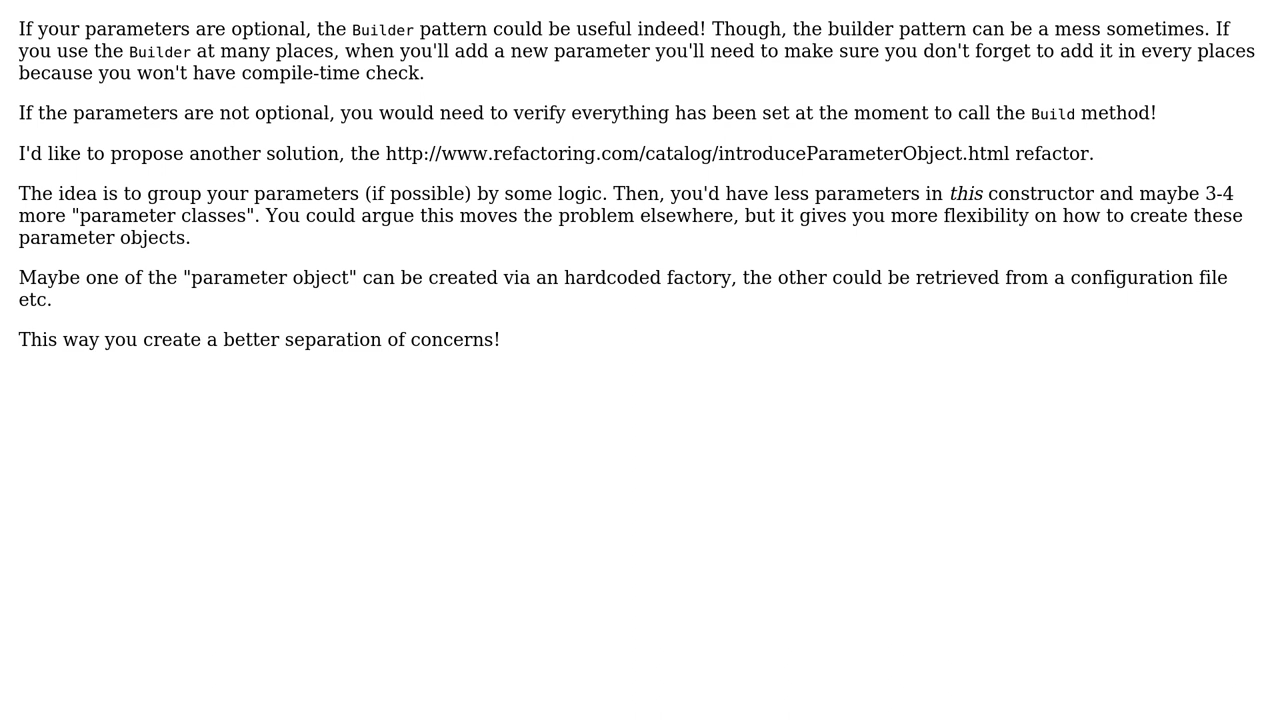 If your parameters are optional, the Builder pattern could be useful indeed! Though, the builder pattern can be a mess sometimes. If
you use the Builder at many places, when you'll add a new parameter you'll need to make sure you don't forget to add it in every places
because you won't have compile-time check.
If the parameters are not optional, you would need to verify everything has been set at the moment to call the Build method!
I'd like to propose another solution, the http://www.refactoring.com/catalog/introduceParameterObject.html refactor.
The idea is to group your parameters (if possible) by some logic. Then, you'd have less parameters in this constructor and maybe 3-4
more "parameter classes". You could argue this moves the problem elsewhere, but it gives you more flexibility on how to create these
parameter objects.
Maybe one of the "parameter object" can be created via an hardcoded factory, the other could be retrieved from a configuration file
etc.
This way you create a better separation of concerns!